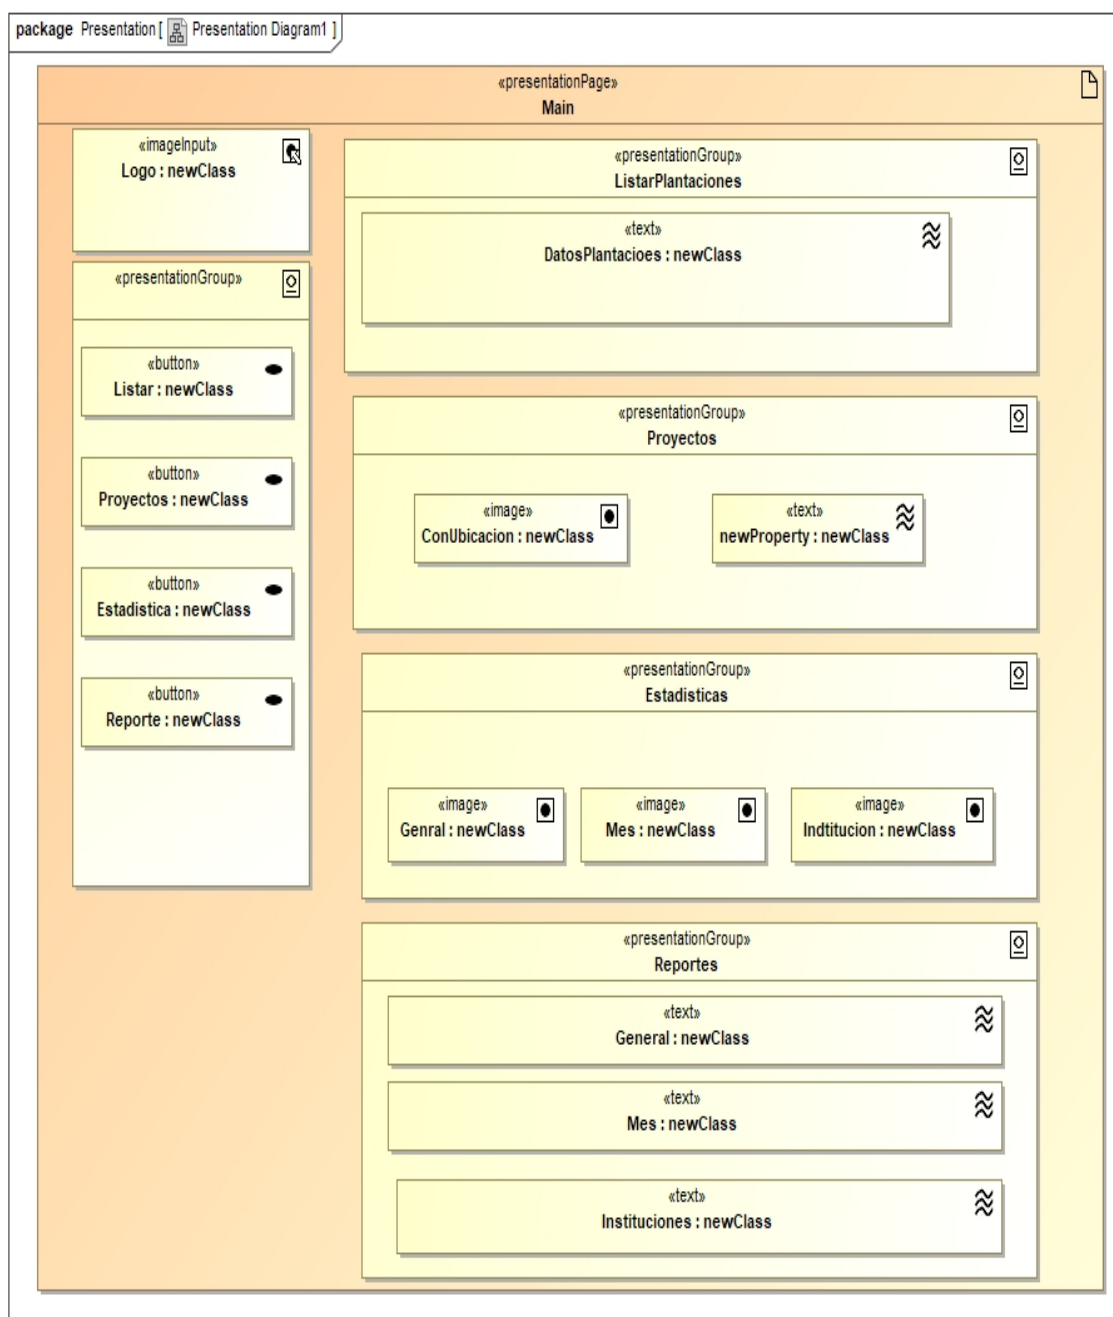 package Presentation [ Presentation Diagram1 ]
«presentationPage»
Main
«imageInput»
Logo : newClass
«presentationGroup»
«button»
Listar : newClass
«button»
Proyectos : newClass
«button»
Estadistica : newClass
«button»
Reporte : newClass
«presentationGroup»
ListarPlantaciones
«text»
DatosPlantacioes : newClass
«presentationGroup»
Proyectos
«image»
ConUbicacion : newClass
«text»
newProperty : newClass
«presentationGroup»
Estadisticas
«image»
Genral : newClass
«image»
Mes : newClass
«image»
Indtitucion : newClass
«presentationGroup»
Reportes
«text»
General : newClass
«text»
Mes : newClass
«text»
Instituciones : newClass